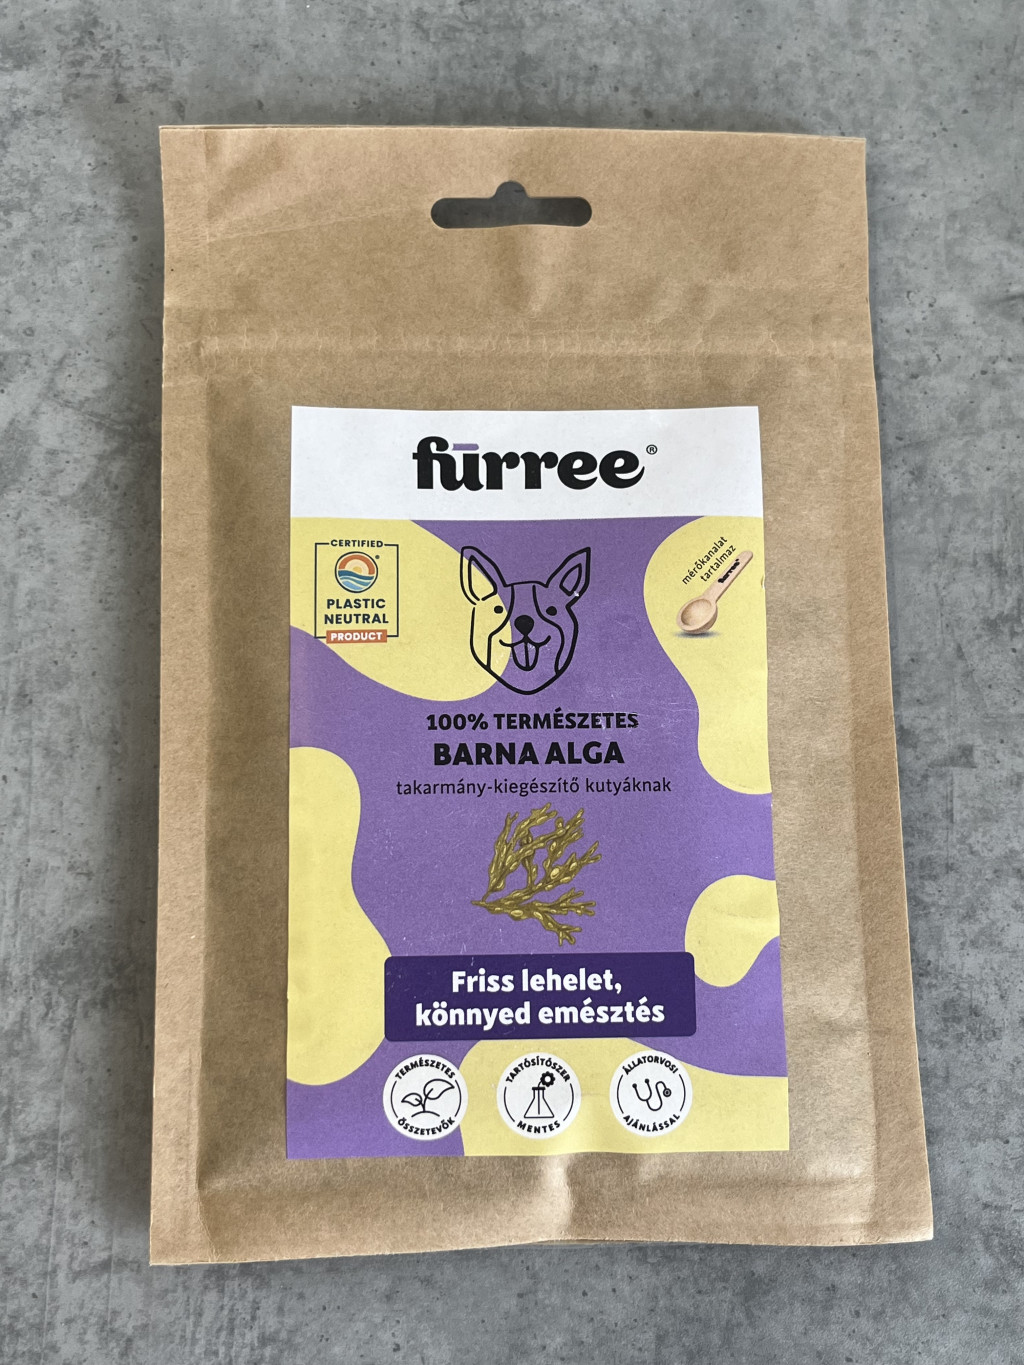 fūrree®
CERTIFIED
PLASTIC
NEUTRAL
PRODUCT
mérőkanalat
tartalmaz
fūrree
100% TERMÉSZETES
BARNA ALGA
takarmány-kiegészítő kutyáknak
Friss lehelet,
könnyed emésztés
TERMÉSZETES
ÖSSZETEVŐK
TARTÓSÍTÓSZER
MENTES
ÁLLATORVOSI
AJÁNLÁSSAL